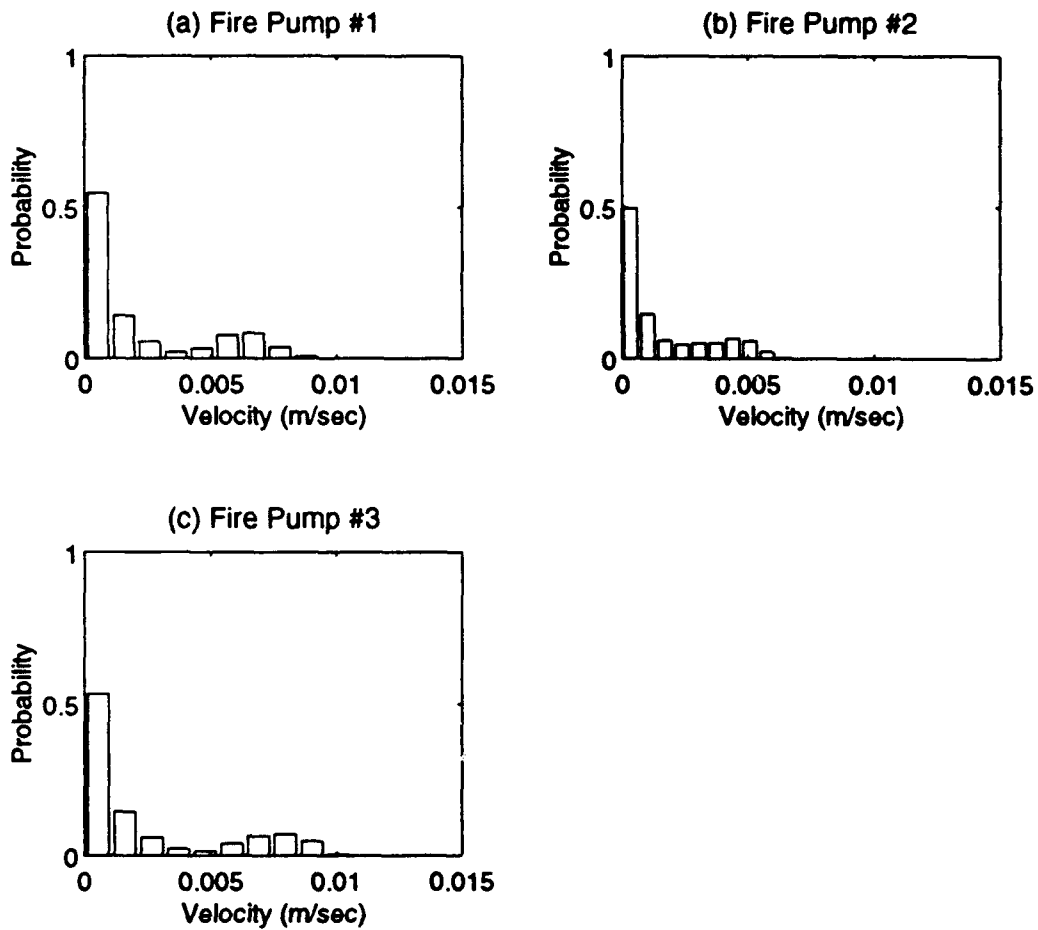 (a) Fire Pump #1
1
0.5
0
Probability
0 0.005 0.01 0.015
Velocity (m/sec)
(b) Fire Pump #2
1
0.5
0
Probability
0 0.005 0.01 0.015
Velocity (m/sec)
(c) Fire Pump #3
1
0.5
0
Probability
0 0.005 0.01 0.015
Velocity (m/sec)